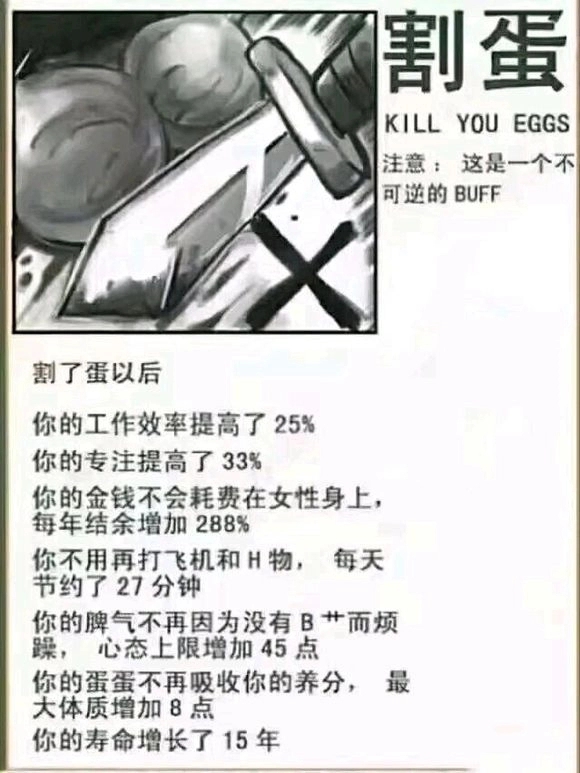 割蛋
KILL YOU EGGS
注意： 这是一个不
可逆的 BUFF
割了蛋以后
你的工作效率提高了 25%
你的专注提高了 33%
你的金钱不会耗费在女性身上，
每年结余增加 288%
你不用再打飞机和 H 物， 每天
节约了 27 分钟
你的脾气不再因为没有 B 艹而烦
躁， 心态上限增加 45 点
你的蛋蛋不再吸收你的养分， 最
大体质增加 8 点
你的寿命增长了 15 年